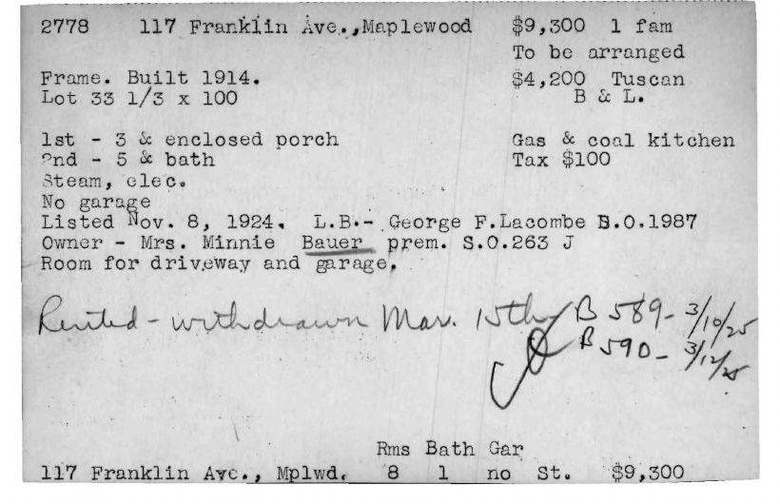 2778 117 Franklin Ave.,Maplewood $9,300 1 fam
To be arranged
Frame. Built 1914. $4,200 Tuscan
Lot 33 1/3 x 100 B & L.
1st - 3 & enclosed porch Gas & coal kitchen
2nd - 5 & bath Tax $100
Steam, elec.
No garage
Listed Nov. 8, 1924. L.B.- George F.Lacombe S.O.1987
Owner - Mrs. Minnie Bauer prem. S.O.263 J
Room for driveway and garage.
Rented - withdrawn Mar. 15th B 589- 3/10/25
B 590- 3/12/25
Rms Bath Gar
117 Franklin Ave., Mplwd. 8 1 no St. $9,300